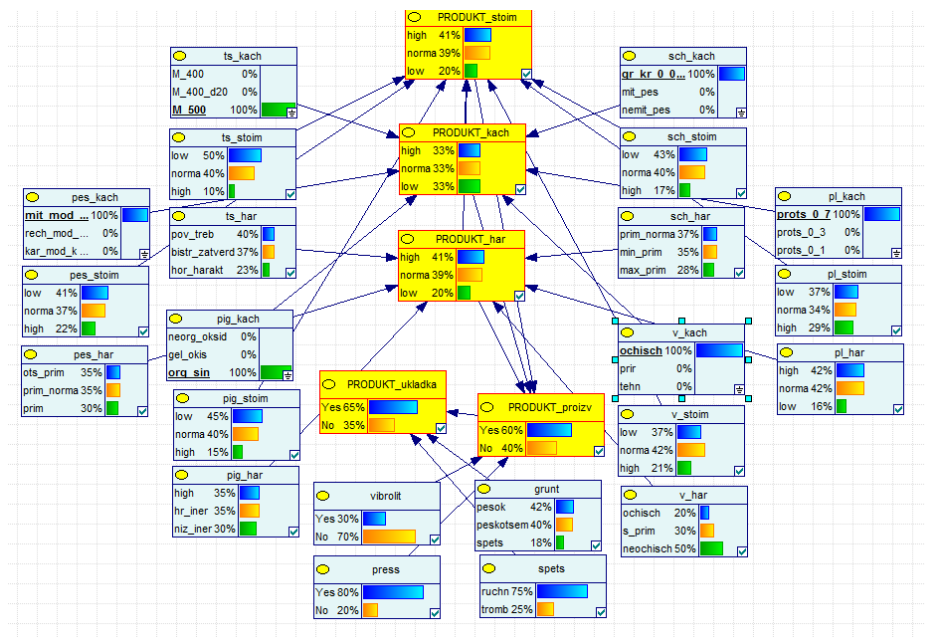 PRODUKT_stoim
high 41%
norma 39%
low 20%
ts_kach
M_400 0%
M_400_d20 0%
M_500 100%
sch_kach
gr_kr_0_0... 100%
mit_pes 0%
nemit_pes 0%
PRODUKT_kach
high 33%
norma 33%
low 33%
ts_stoim
low 50%
norma 40%
high 10%
sch_stoim
low 43%
norma 40%
high 17%
pes_kach
mit_mod_... 100%
rech_mod_... 0%
kar_mod_k... 0%
ts_har
pov_treb 40%
bistr_zatverd 37%
hor_harakt 23%
PRODUKT_har
high 41%
norma 39%
low 20%
sch_har
prim_norma 37%
min_prim 35%
max_prim 28%
pl_kach
prots_0_7 100%
prots_0_3 0%
prots_0_1 0%
pes_stoim
low 41%
norma 37%
high 22%
pl_stoim
low 37%
norma 34%
high 29%
pig_kach
neorg_oksid 0%
gel_okis 0%
org_sin 100%
v_kach
ochisch 100%
prir 0%
tehn 0%
pes_har
ots_prim 35%
prim_norma 35%
prim 30%
pl_har
high 42%
norma 42%
low 16%
PRODUKT_ukladka
Yes 65%
No 35%
PRODUKT_proizv
Yes 60%
No 40%
pig_stoim
low 45%
norma 40%
high 15%
v_stoim
low 37%
norma 42%
high 21%
pig_har
high 35%
hr_iner 35%
niz_iner 30%
vibrolit
Yes 30%
No 70%
grunt
pesok 42%
peskotsem 40%
spets 18%
v_har
ochisch 20%
s_prim 30%
neochisch 50%
press
Yes 80%
No 20%
spets
ruchn 75%
tromb 25%